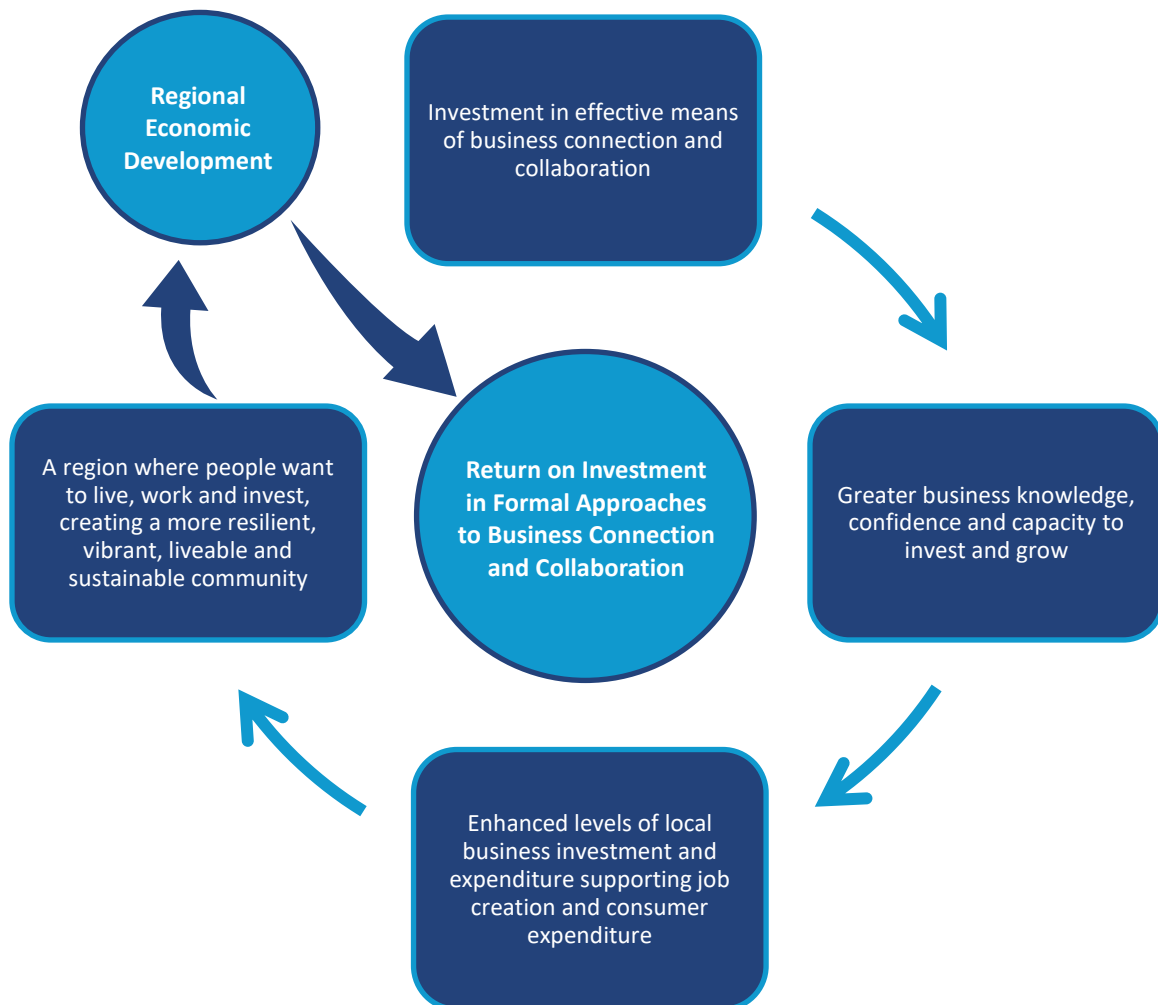 Regional
Economic
Development
Investment in effective means
of business connection and
collaboration
A region where people want
to live, work and invest,
creating a more resilient,
vibrant, liveable and
sustainable community
Return on Investment
in Formal Approaches
to Business Connection
and Collaboration
Greater business knowledge,
confidence and capacity to
invest and grow
Enhanced levels of local
business investment and
expenditure supporting job
creation and consumer
expenditure